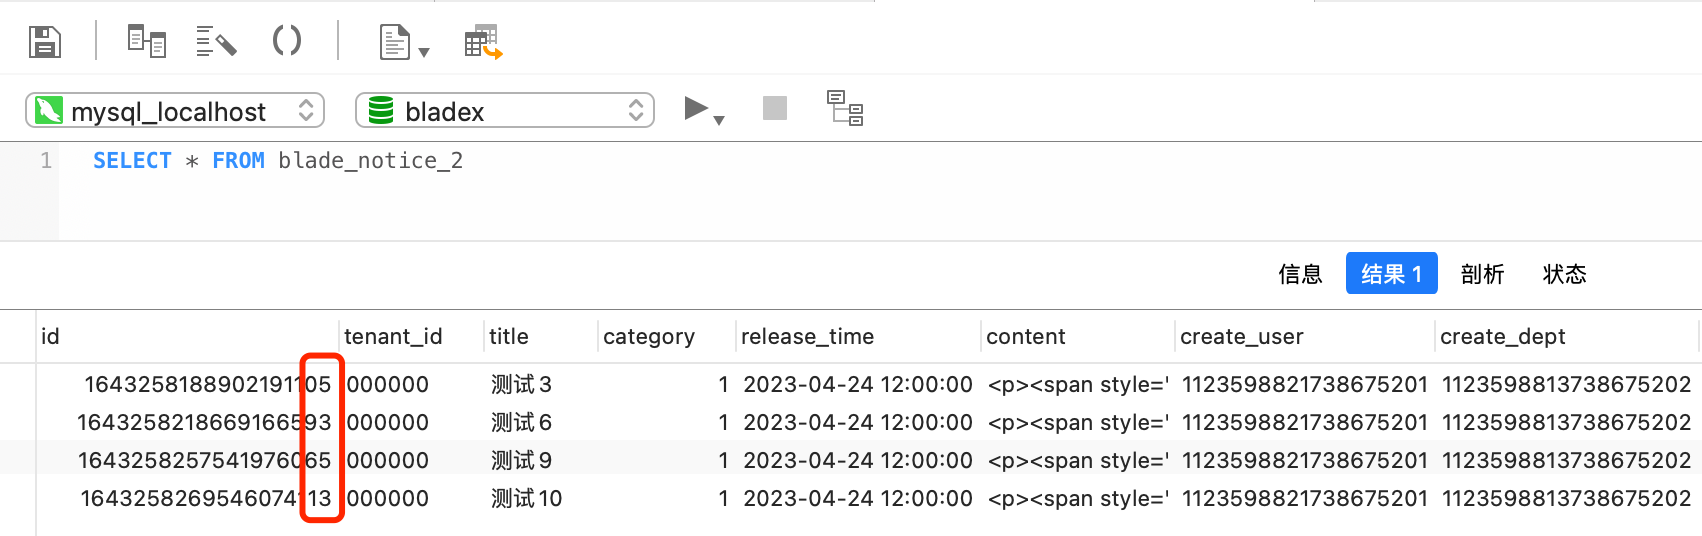 mysql_localhost bladex
1 SELECT * FROM blade_notice_2
信息 结果 1 剖析 状态
id tenant_id title category release_time content create_user create_dept
1643258188902191105 000000 测试3 1 2023-04-24 12:00:00 <p><span style=' 1123598821738675201 1123598813738675202
1643258218669166593 000000 测试6 1 2023-04-24 12:00:00 <p><span style=' 1123598821738675201 1123598813738675202
1643258257541976065 000000 测试9 1 2023-04-24 12:00:00 <p><span style=' 1123598821738675201 1123598813738675202
1643258269546074113 000000 测试10 1 2023-04-24 12:00:00 <p><span style=' 1123598821738675201 1123598813738675202